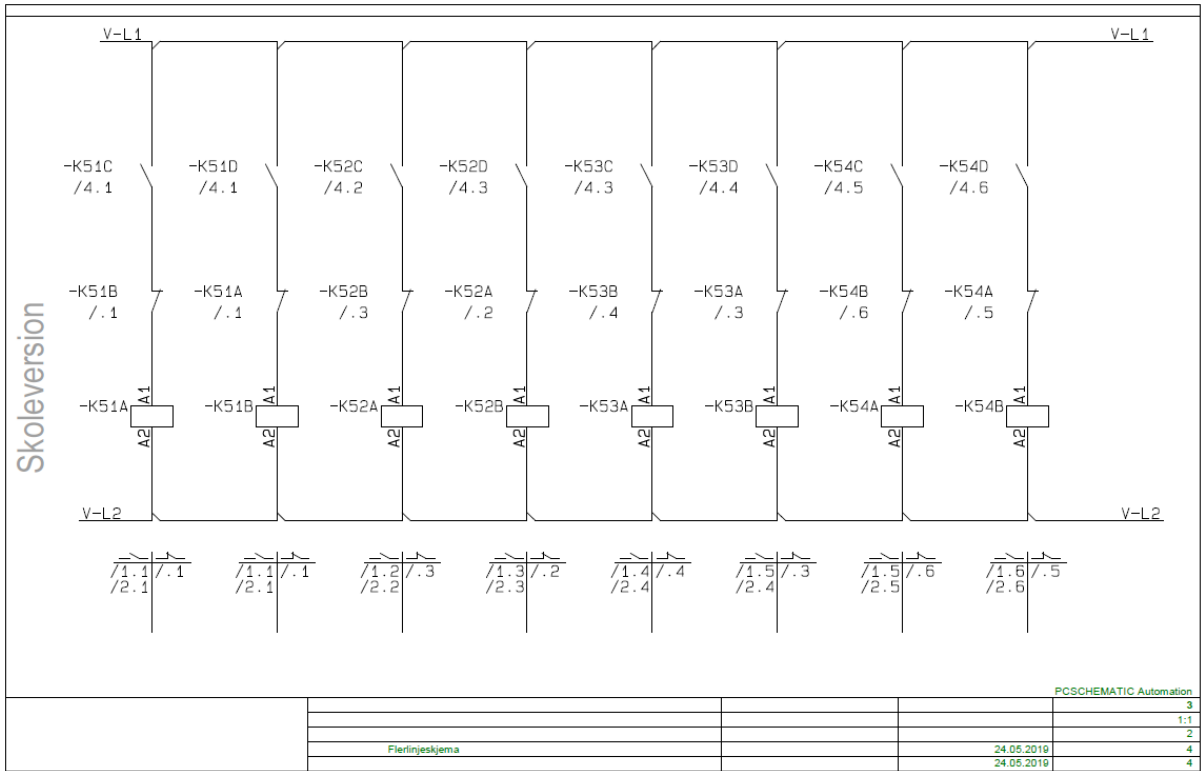 V-L1 V-L1
-K51C -K51D -K52C -K52D -K53C -K53D -K54C -K54D
/4.1 /4.1 /4.2 /4.3 /4.3 /4.4 /4.5 /4.6
-K51B -K51A -K52B -K52A -K53B -K53A -K54B -K54A
/.1 /.1 /.3 /.2 /.4 /.3 /.6 /.5
Skoleversion
A1 A1 A1 A1 A1 A1 A1 A1
-K51A -K51B -K52A -K52B -K53A -K53B -K54A -K54B
A2 A2 A2 A2 A2 A2 A2 A2
V-L2 V-L2
/1.1 /.1 /1.1 /.1 /1.2 /.3 /1.3 /.2 /1.4 /.4 /1.5 /.3 /1.5 /.6 /1.6 /.5
/2.1 /2.1 /2.2 /2.3 /2.4 /2.4 /2.5 /2.6
PCSCHEMATIC Automation
3
1:1
2
Flerlinjeskjema 24.05.2019 4
24.05.2019 4